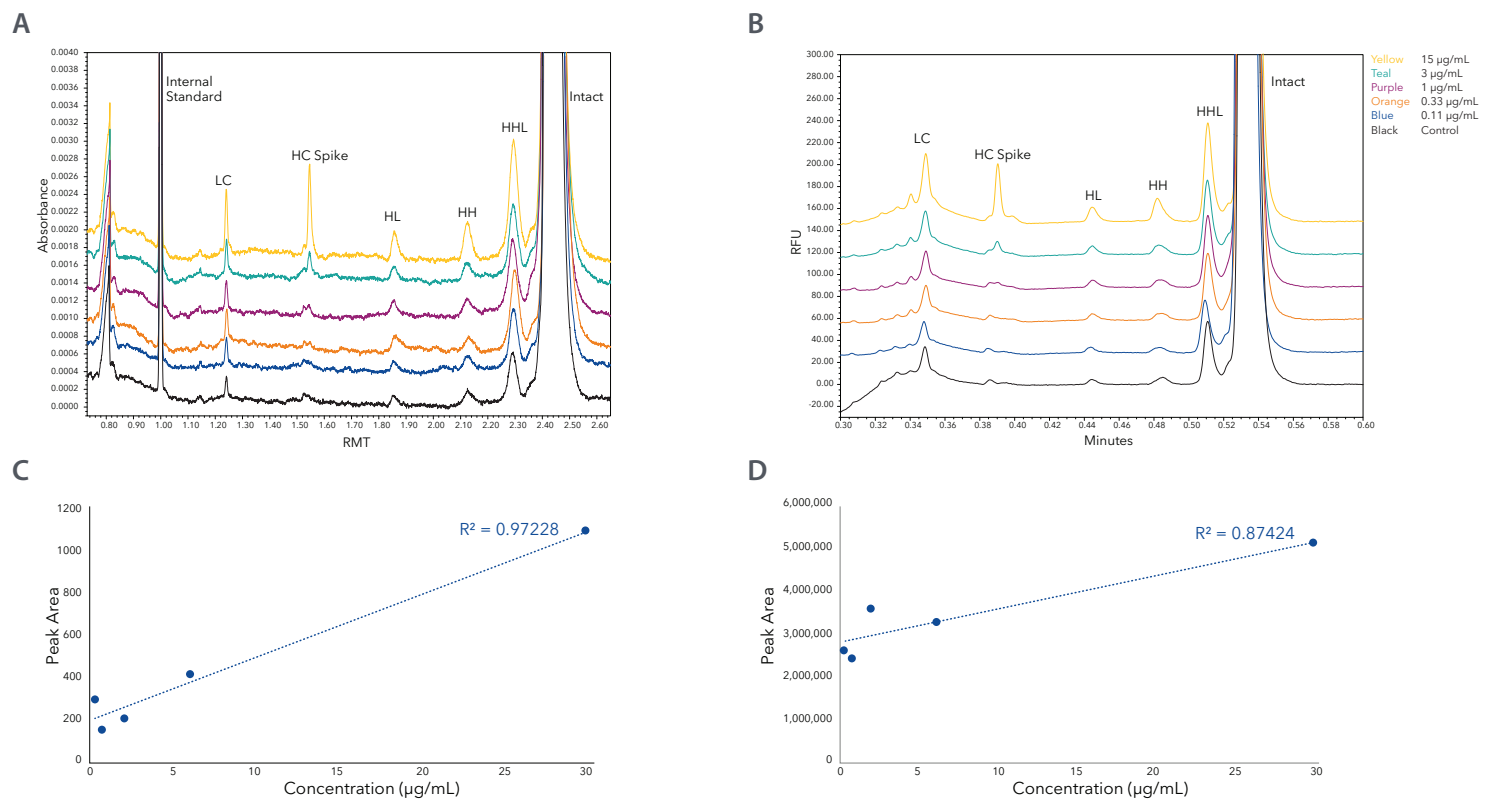 A
0.0040
0.0038
0.0036
0.0034
0.0032
0.0030
0.0028
0.0026
0.0024
0.0022
0.0020
0.0018
0.0016
0.0014
0.0012
0.0010
0.0008
0.0006
0.0004
0.0002
0.0000
Absorbance
Internal
Standard
LC
HC Spike
HL
HH
HHL
Intact
0.80 0.90 1.00 1.10 1.20 1.30 1.40 1.50 1.60 1.70 1.80 1.90 2.00 2.10 2.20 2.30 2.40 2.50 2.60
RMT
B
300.00
280.00
260.00
240.00
220.00
200.00
180.00
160.00
140.00
120.00
100.00
80.00
60.00
40.00
20.00
0.00
-20.00
RFU
LC
HC Spike
HL
HH
HHL
Intact
0.30 0.32 0.34 0.36 0.38 0.40 0.44 0.46 0.48 0.50 0.52 0.54 0.56 0.58 0.60
Minutes
Yellow 15 µg/mL
Teal 3 µg/mL
Purple 1 µg/mL
Orange 0.33 µg/mL
Blue 0.11 µg/mL
Black Control
C
1200
1000
800
600
400
200
0
Peak Area
R² = 0.97228
0 5 10 15 20 25 30
Concentration (µg/mL)
D
6,000,000
5,000,000
4,000,000
3,000,000
2,000,000
1,000,000
0
Peak Area
R² = 0.87424
0 5 10 15 20 25 30
Concentration (µg/mL)